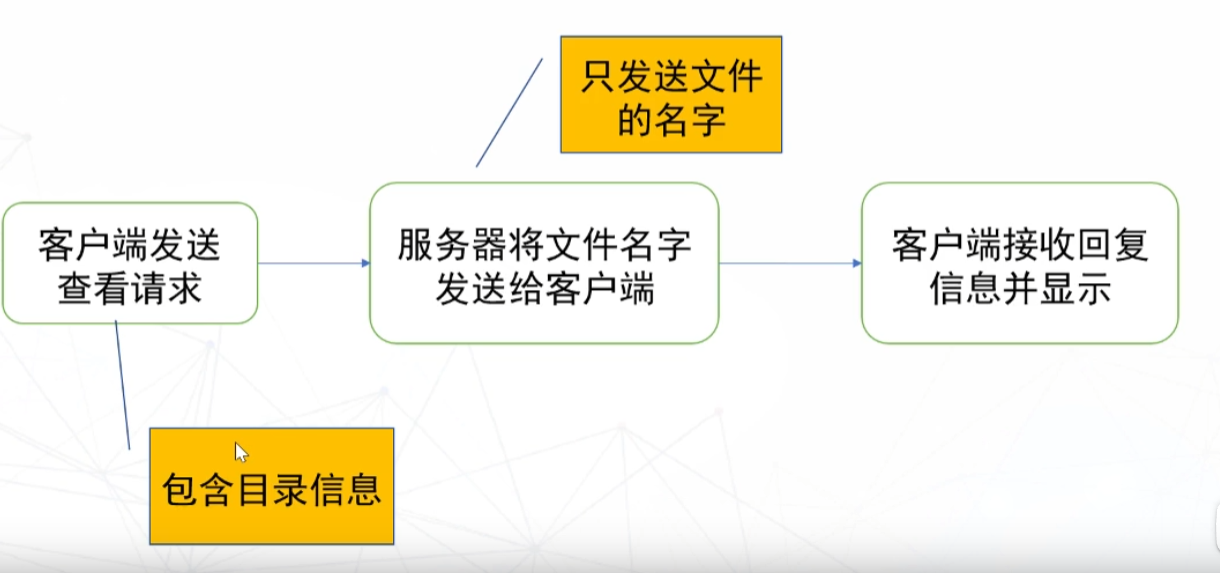 只发送文件
的名字
客户端发送
查看请求
服务器将文件名字
发送给客户端
客户端接收回复
信息并显示
包含目录信息